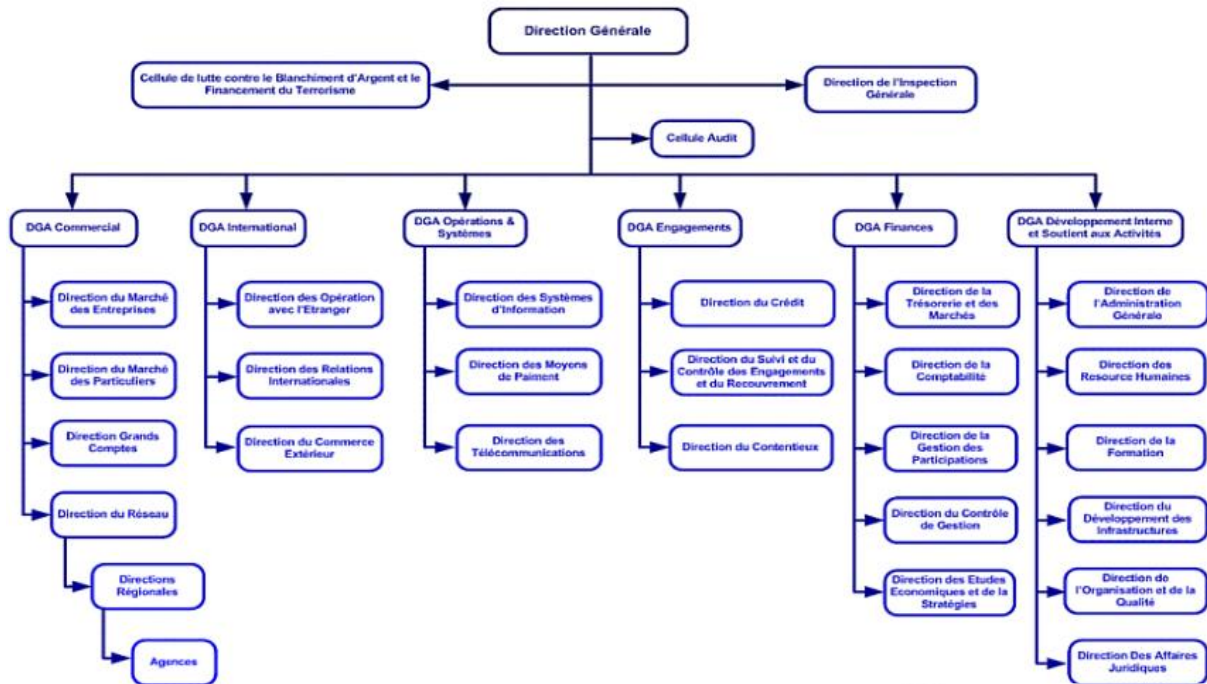 Direction Générale
Cellule de lutte contre le Blanchiment d'Argent et le
Financement du Terrorisme
Direction de l'Inspection
Générale
Cellule Audit
DGA Commercial
Direction du Marché
des Entreprises
Direction du Marché
des Particuliers
Direction Grands
Comptes
Direction du Réseau
Directions
Régionales
Agences
DGA International
Direction des Opération
avec l'Etranger
Direction des Relations
Internationales
Direction du Commerce
Extérieur
DGA Opérations &
Systèmes
Direction des Systèmes
d'Information
Direction des Moyens
de Paiment
Direction des
Télécommunications
DGA Engagements
Direction du Crédit
Direction du Suivi et du
Contrôle des Engagements
et du Recouvrement
Direction du Contentieux
DGA Finances
Direction de la
Trésorerie et des
Marchés
Direction de la
Comptabilité
Direction de la
Gestion des
Participations
Direction du Contrôle
de Gestion
Direction des Etudes
Economiques et de la
Stratégies
DGA Développement Interne
et Soutient aux Activités
Direction de
l'Administration
Générale
Direction des
Resource Humaines
Direction de la
Formation
Direction du
Développement des
Infrastructures
Direction de
l'Organisation et de la
Qualité
Direction Des Affaires
Juridiques